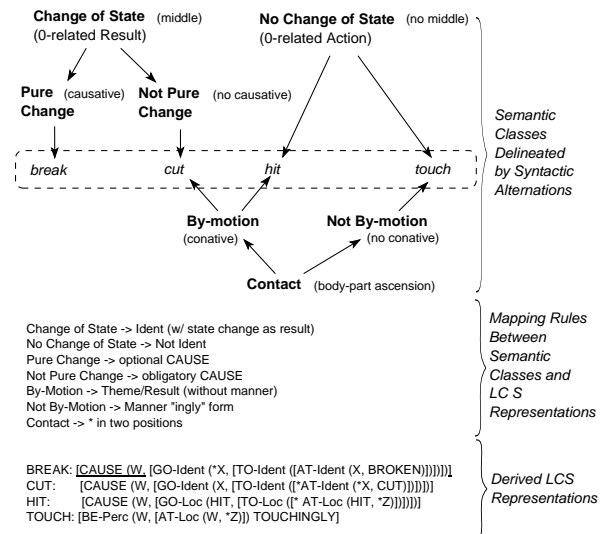 Change of State (middle)
(0-related Result)
No Change of State (no middle)
(0-related Action)
Pure (causative)
Change
Not Pure (no causative)
Change
break cut hit touch
By-motion
(conative)
Not By-motion
(no conative)
Contact (body-part ascension)
Semantic
Classes
Delineated
by Syntactic
Alternations
Change of State -> Ident (w/ state change as result)
No Change of State -> Not Ident
Pure Change -> optional CAUSE
Not Pure Change -> obligatory CAUSE
By-Motion -> Theme/Result (without manner)
Not By-Motion -> Manner "ingly" form
Contact -> * in two positions
Mapping Rules
Between
Semantic
Classes and
LC S
Representations
BREAK: [CAUSE (W, [GO-Ident (*X, [TO-Ident ([AT-Ident (X, BROKEN)])])])]
CUT: [CAUSE (W, [GO-Ident (X, [TO-Ident ([*AT-Ident (*X, CUT)])])])]
HIT: [CAUSE (W, [GO-Loc (HIT, [TO-Loc ([* AT-Loc (HIT, *Z)])])])]
TOUCH: [BE-Perc (W, [AT-Loc (W, *Z)]) TOUCHINGLY]
Derived LCS
Representations